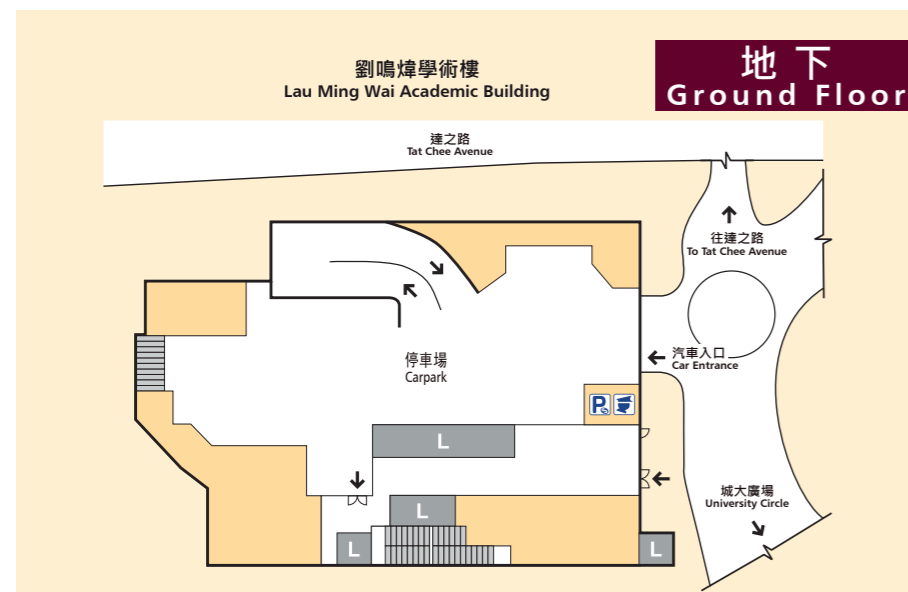 地下
Ground Floor
劉鳴煒學術樓
Lau Ming Wai Academic Building
達之路
Tat Chee Avenue
往達之路
To Tat Chee Avenue
汽車入口
Car Entrance
停車場
Carpark
P
L
L
城大廣場
University Circle
L
L